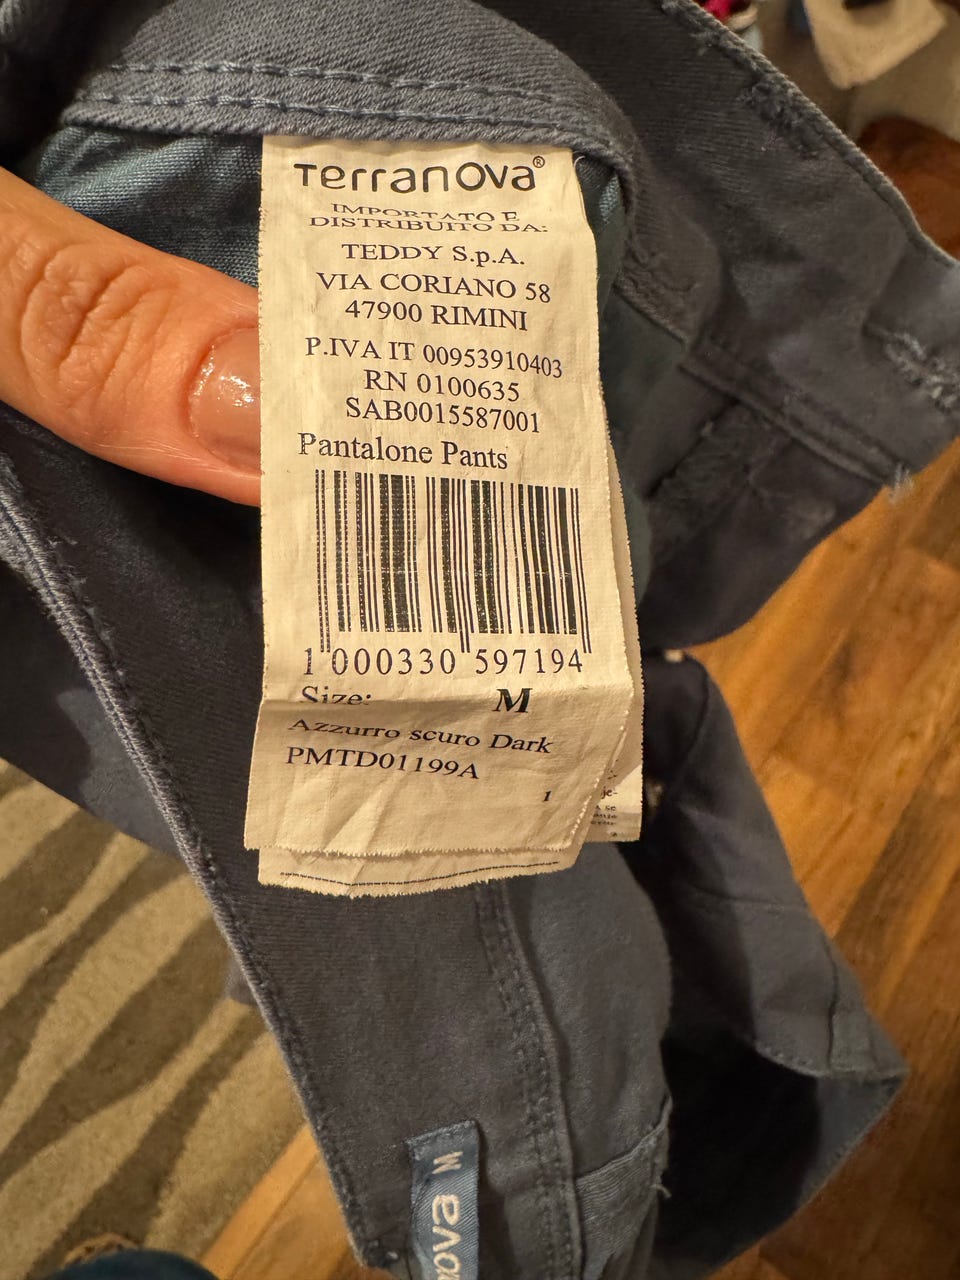 Terranova®
IMPORTATO E
DISTRIBUITO DA:
TEDDY S.p.A.
VIA CORIANO 58
47900 RIMINI
P.IVA IT 00953910403
RN 0100635
SAB0015587001
Pantalone Pants
1 000330 597194
Size: M
Azzurro scuro Dark
PMTD01199A
1
je-